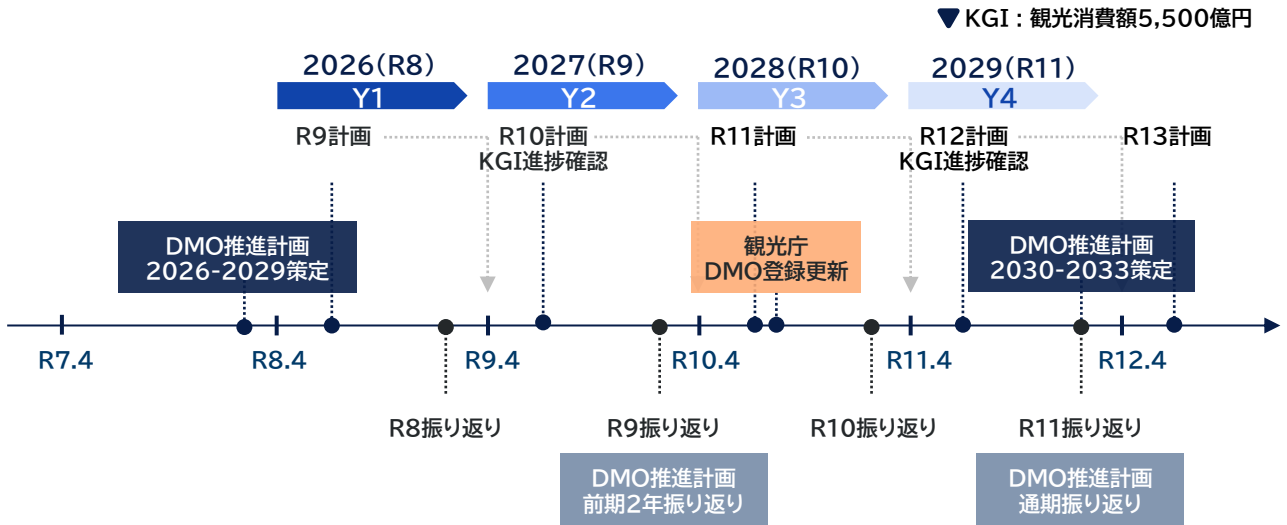 ▼KGI：観光消費額5,500億円
2026(R8)
2027(R9)
2028(R10)
2029(R11)
Y1
Y2
Y3
Y4
R9計画
R10計画
KGI進捗確認
R11計画
R12計画
KGI進捗確認
R13計画
DMO推進計画
2026-2029策定
観光庁
DMO登録更新
DMO推進計画
2030-2033策定
R7.4
R8.4
R9.4
R10.4
R11.4
R12.4
R8振り返り
R9振り返り
R10振り返り
R11振り返り
DMO推進計画
前期2年振り返り
DMO推進計画
通期振り返り